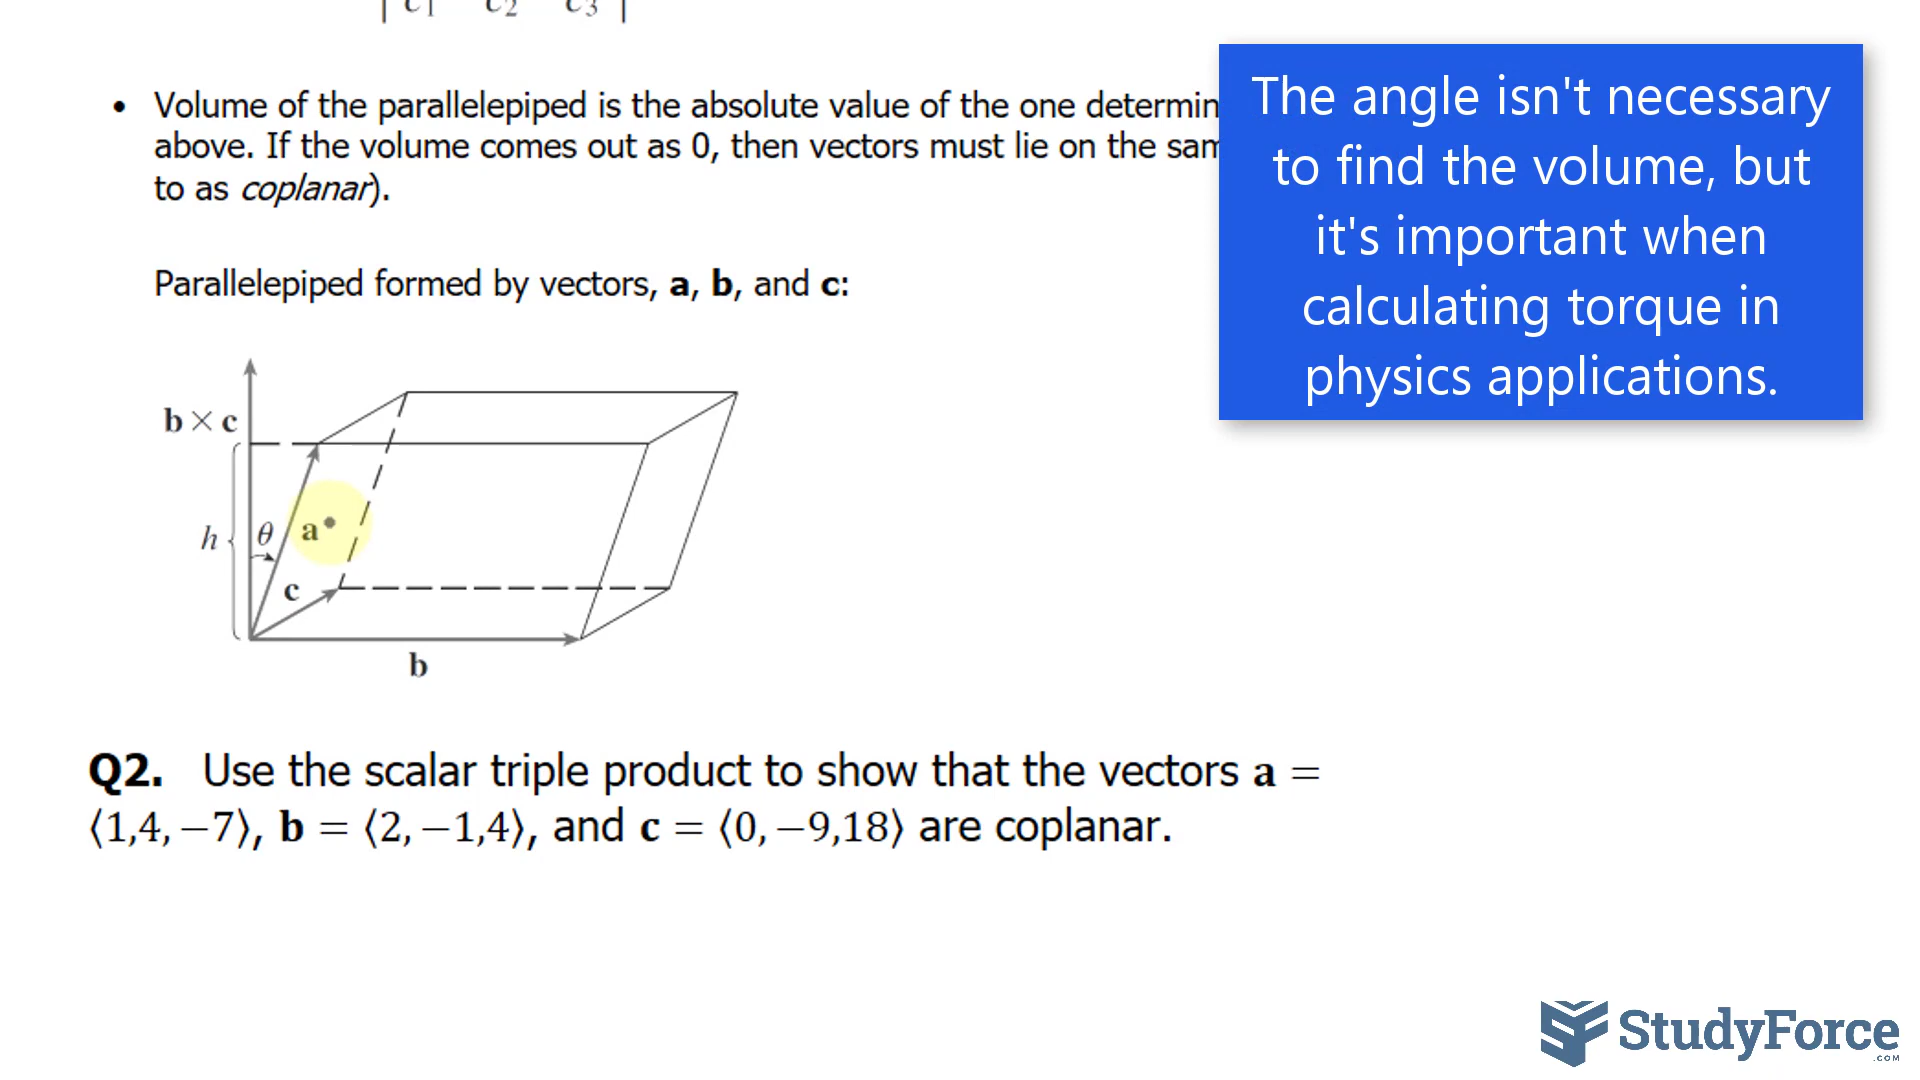 c1 c2 c3
• Volume of the parallelepiped is the absolute value of the one determin
above. If the volume comes out as 0, then vectors must lie on the sam
to as coplanar).
The angle isn't necessary
to find the volume, but
it's important when
calculating torque in
physics applications.
Parallelepiped formed by vectors, a, b, and c:
b × c
h
θ
a
c
b
Q2. Use the scalar triple product to show that the vectors a =
⟨1,4, −7⟩, b = ⟨2, −1,4⟩, and c = ⟨0, −9,18⟩ are coplanar.
StudyForce
.COM